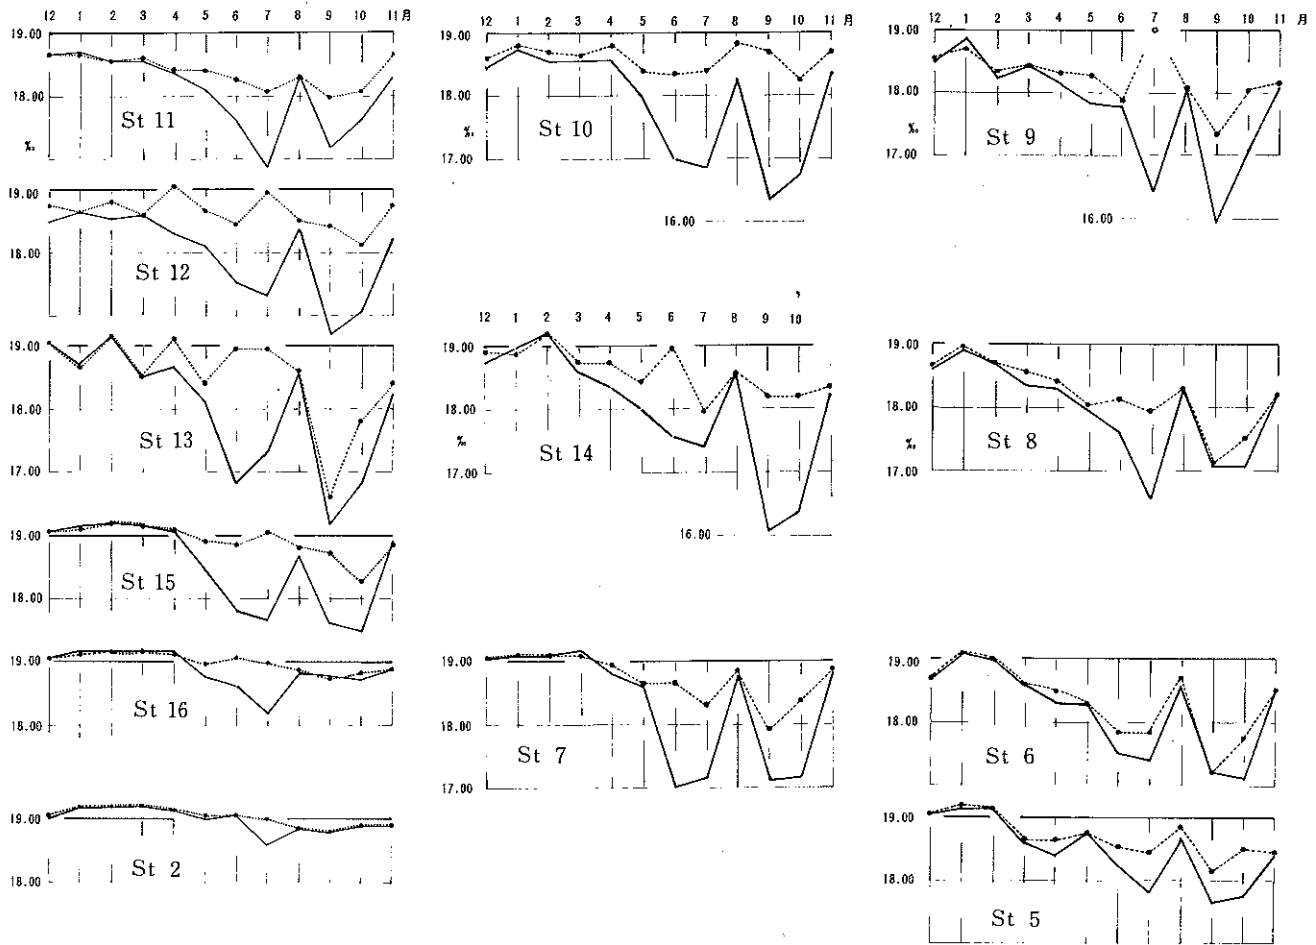 12 1 2 3 4 5 6 7 8 9 10 11 月
19.00
18.00
‰
St 11
12 1 2 3 4 5 6 7 8 9 10 11 月
19.00
18.00
‰
17.00
16.00
St 10
12 1 2 3 4 5 6 7 8 9 10 11 月
19.00
18.00
‰
17.00
16.00
St 9
19.00
18.00
St 12
19.00
18.00
17.00
St 13
12 1 2 3 4 5 6 7 8 9 10
19.00
18.00
‰
17.00
16.00
St 14
19.00
18.00
17.00
St 8
19.00
18.00
St 15
19.00
18.00
St 16
19.00
18.00
17.00
St 7
19.00
18.00
St 6
19.00
18.00
St 2
19.00
18.00
St 5